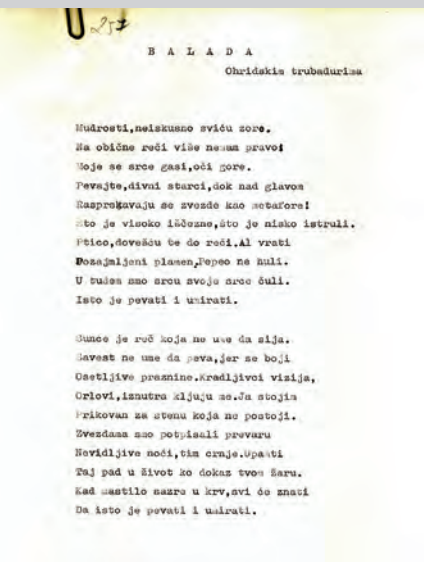 257
B A L A D A
Ohridskim trubadurima
Mudrosti,neiskusno sviću zore.
Na obične reči više nemam pravo!
Moje se srce gasi,oči gore.
Pevajte,divni starci,dok nad glavom
Rasprskavaju se zvezde kao metafore!
Što je visoko iščezne,što je nisko istruli.
Ptico,dovešću te do reči.Al vrati
Pozajmljeni plamen,Pepeo ne huli.
U tuđem smo srcu svoje srce čuli.
Isto je pevati i umirati.
Sunce je reč koja ne ume da sija.
Savest ne ume da peva,jer se boji
Osetljive praznine.Kradljivci vizija,
Orlovi,iznutra kljuju me.Ja stojim
Prikovan za stenu koja ne postoji.
Zvezdama smo potpisali prevaru
Nevidljive noći,tim crnje.Upamti
Taj pad u život ko dokaz tvom žaru.
Kad mastilo sazre u krv,svi će znati
Da isto je pevati i umirati.